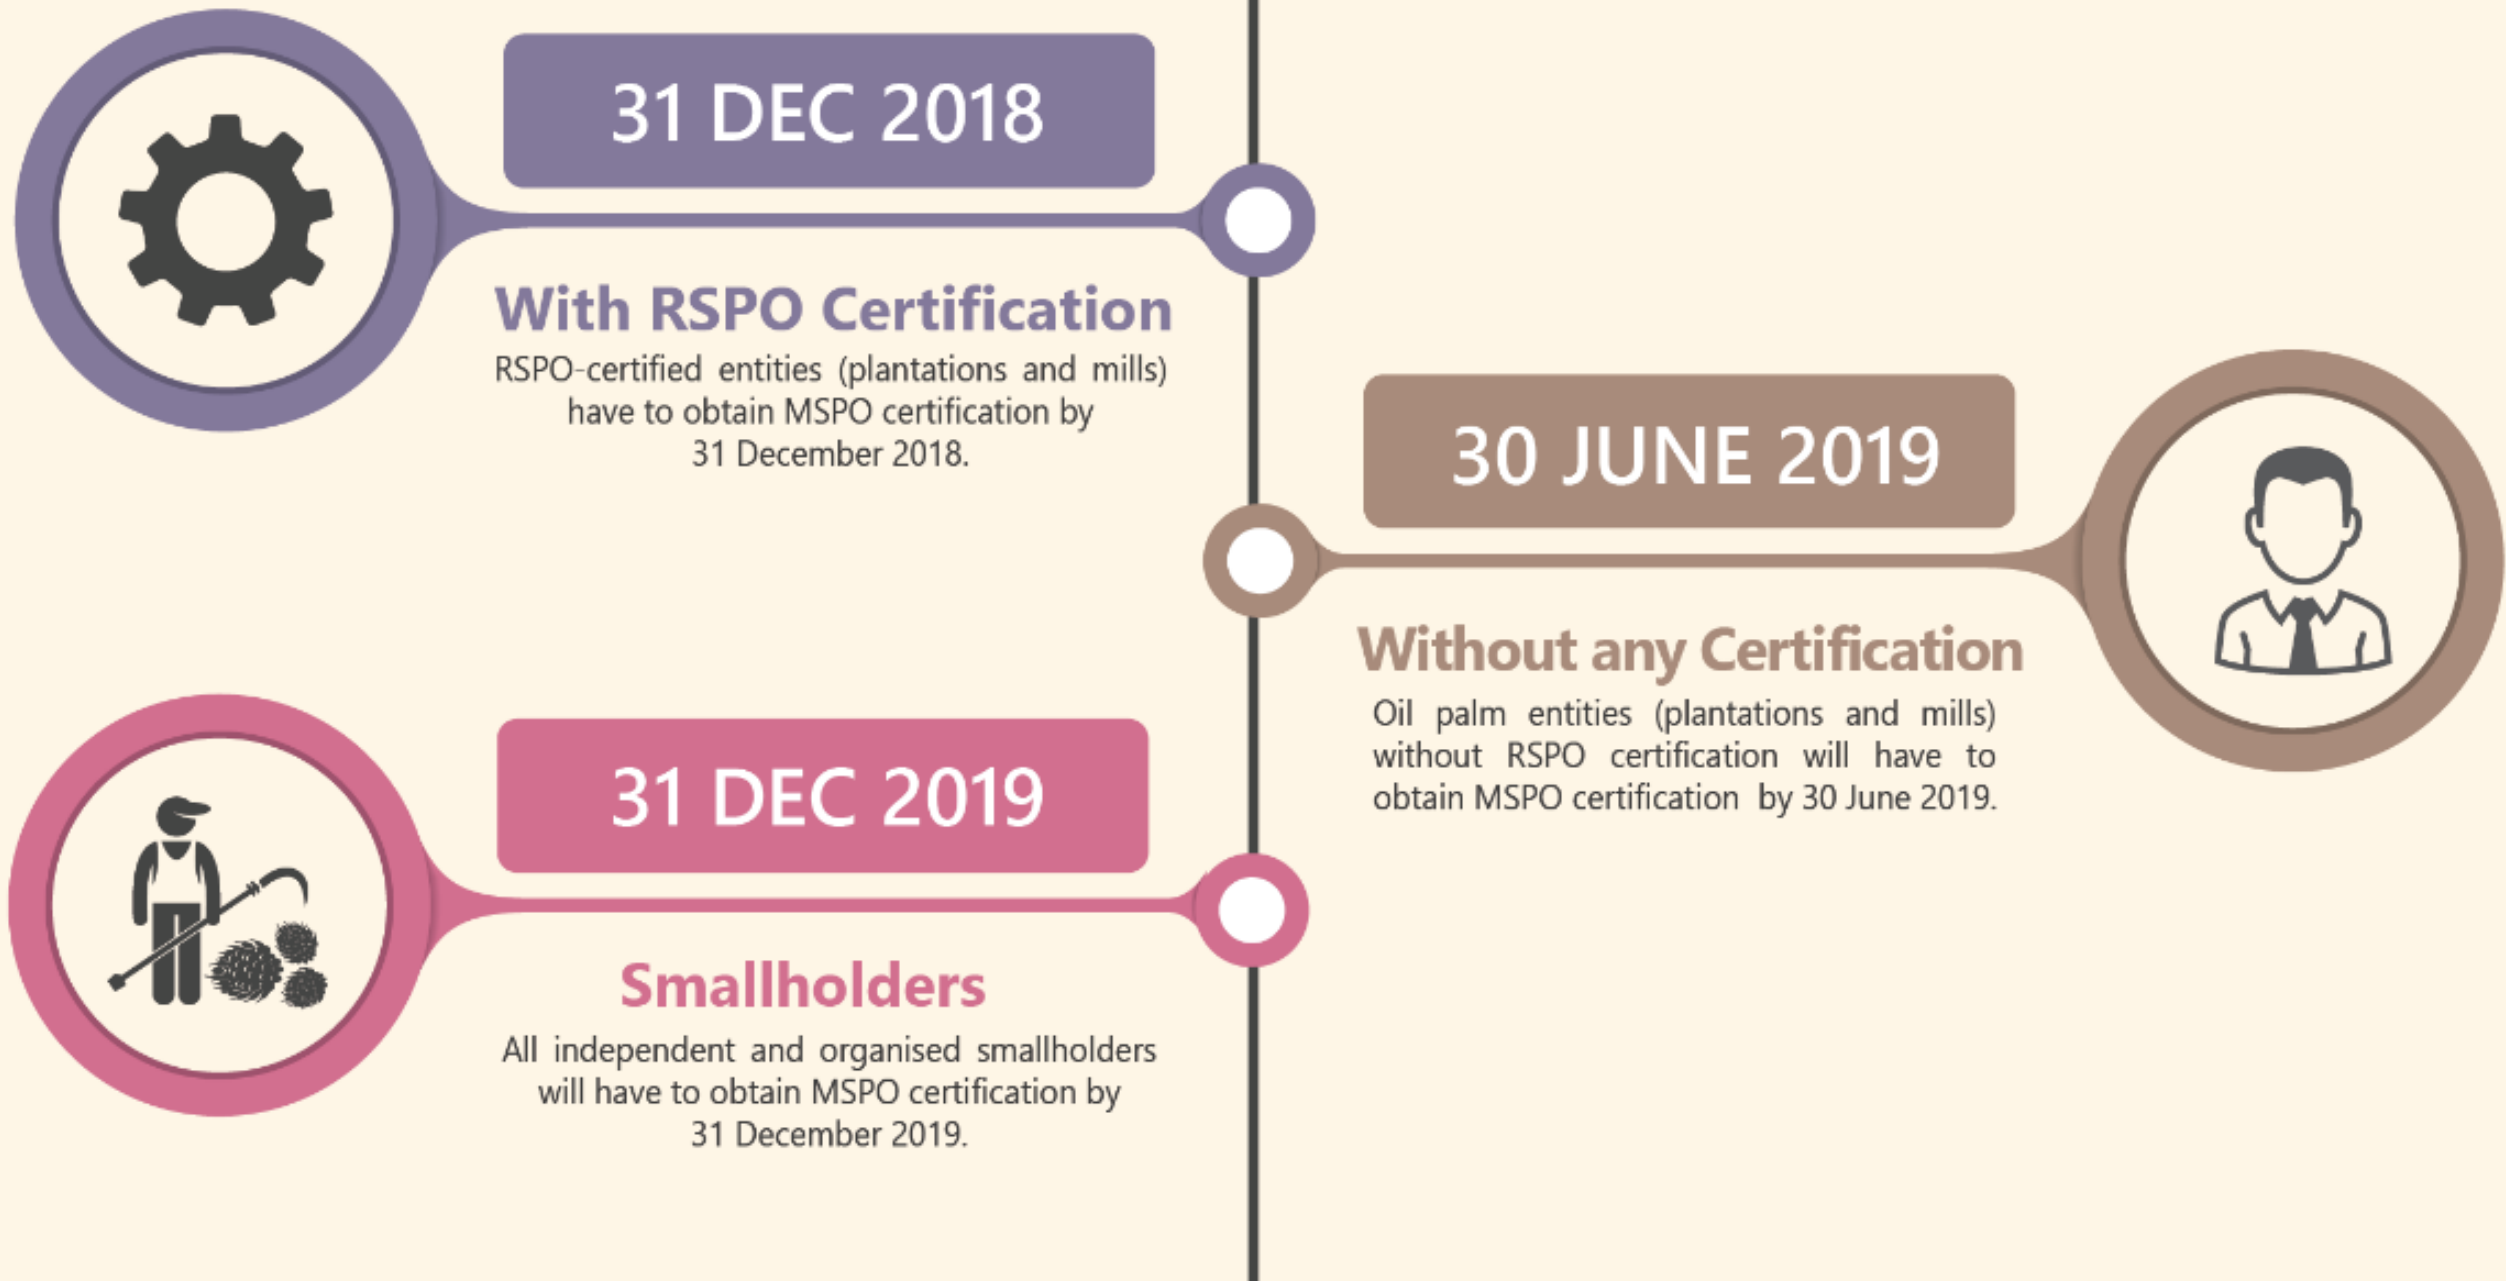 31 DEC 2018
With RSPO Certification
RSPO-certified entities (plantations and mills)
have to obtain MSPO certification by
31 December 2018.
30 JUNE 2019
Without any Certification
Oil palm entities (plantations and mills)
without RSPO certification will have to
obtain MSPO certification by 30 June 2019.
31 DEC 2019
Smallholders
All independent and organised smallholders
will have to obtain MSPO certification by
31 December 2019.